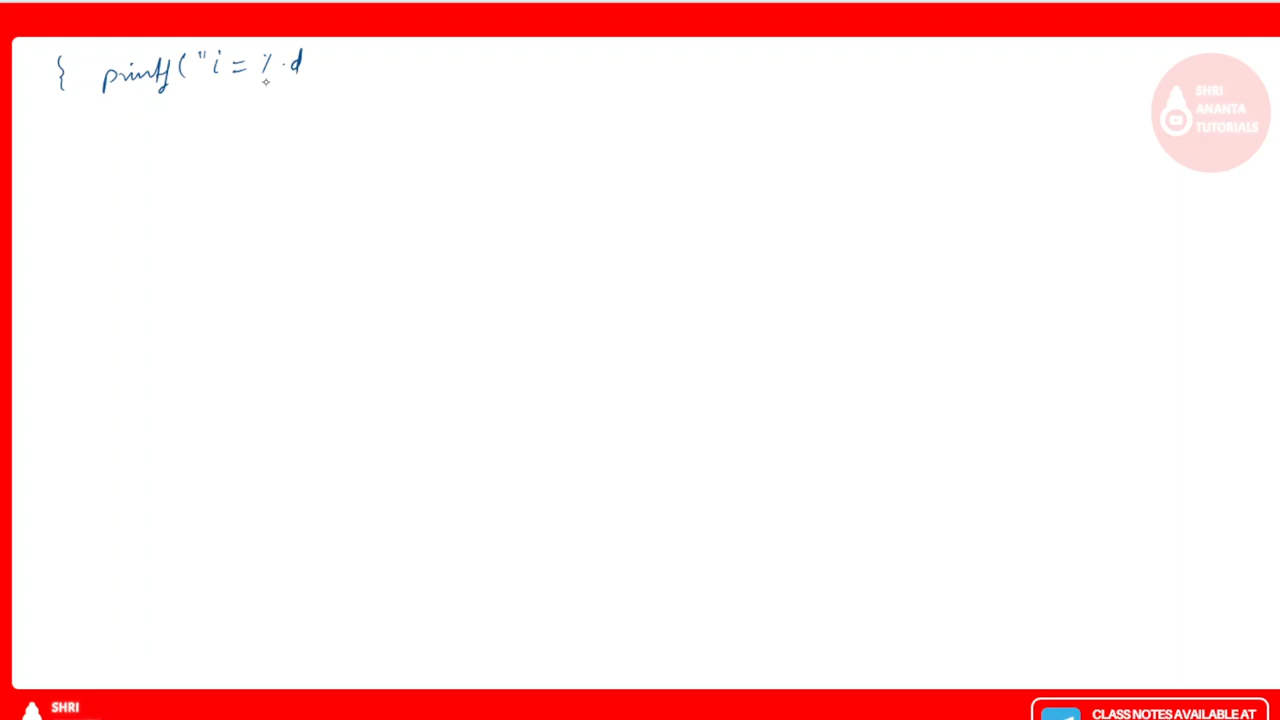 { printf("i = %d
SHRI
ANANTA
TUTORIALS
SHRI
CLASS NOTES AVAILABLE AT